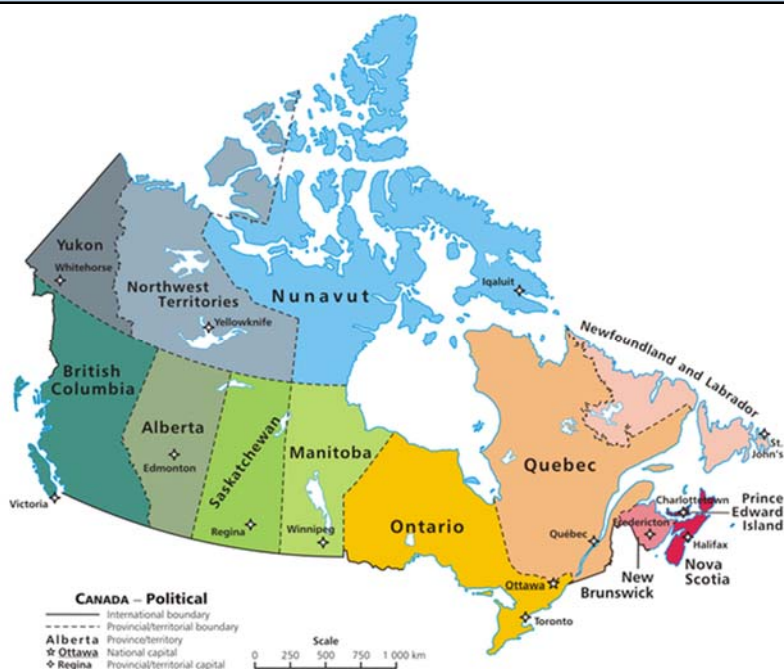 Yukon
Whitehorse
Northwest
Territories
Yellowknife
Nunavut
Iqaluit
British
Columbia
Victoria
Alberta
Edmonton
Saskatchewan
Regina
Manitoba
Winnipeg
Ontario
Ottawa
Toronto
Quebec
Québec
Newfoundland and Labrador
St.
John's
Charlottetown
Prince
Edward
Island
Fredericton
Halifax
Nova
Scotia
New
Brunswick
CANADA – Political
International boundary
Provincial/territorial boundary
Alberta Province/territory
Ottawa National capital
Regina Provincial/territorial capital
Scale
0 250 500 750 1 000 km